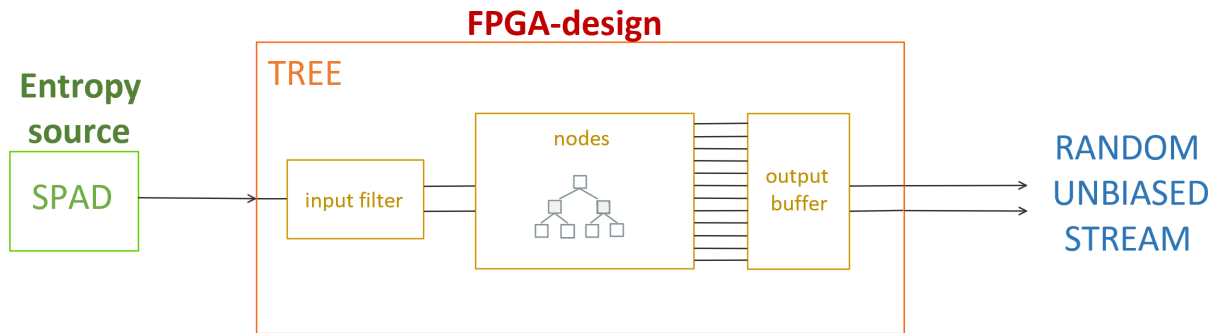 FPGA-design
TREE
Entropy
source
SPAD
input filter
nodes
output
buffer
RANDOM
UNBIASED
STREAM